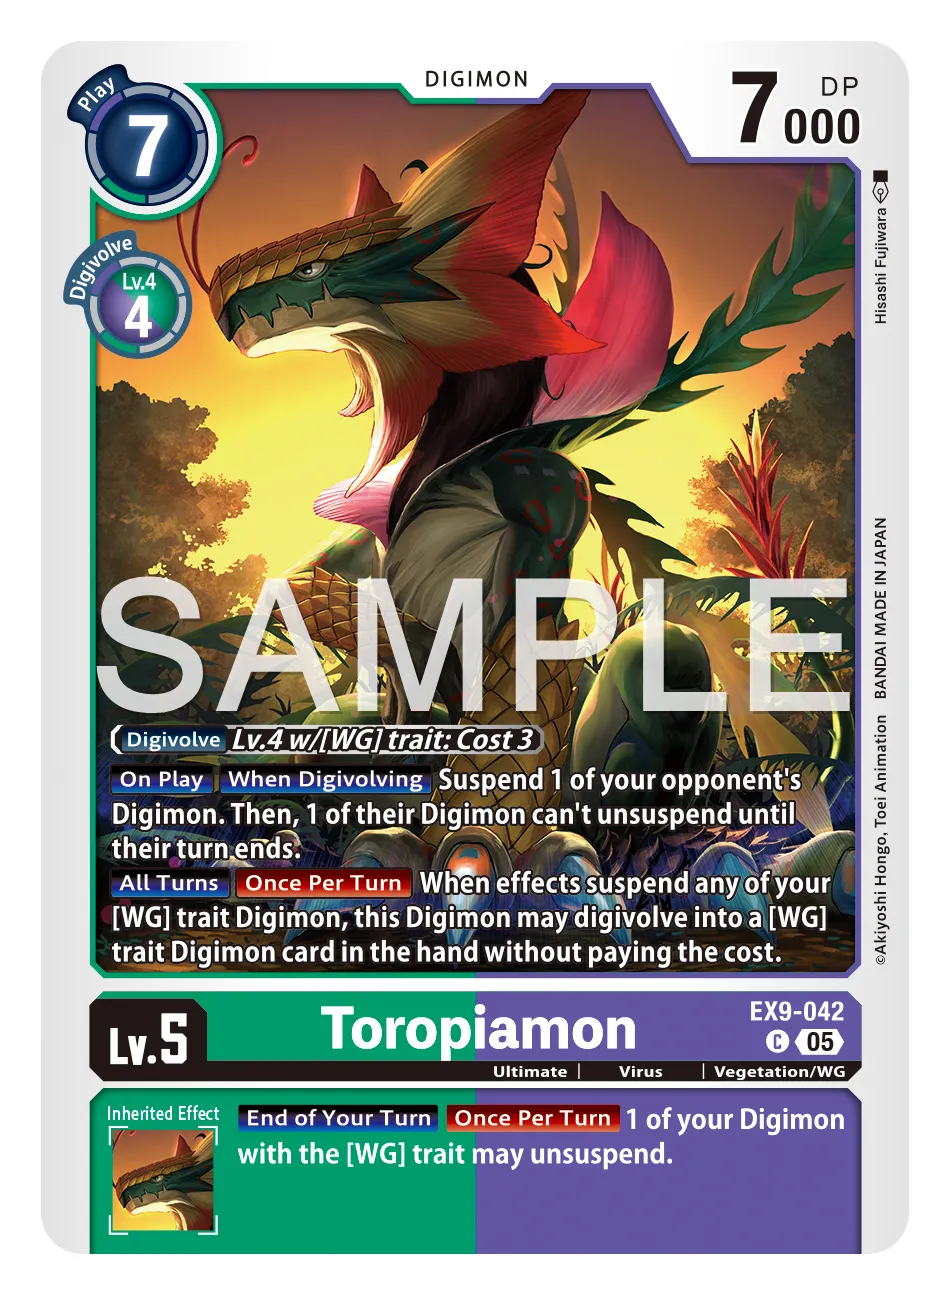 DIGIMON
Play
7
7000
DP
Digivolve
Lv.4
4
Hisashi Fujiwara
SAMPLE
©Akiyoshi Hongo, Toei Animation BANDAI MADE IN JAPAN
Digivolve Lv.4 w/[WG] trait: Cost 3
On Play When Digivolving Suspend 1 of your opponent's
Digimon. Then, 1 of their Digimon can't unsuspend until
their turn ends.
All Turns Once Per Turn When effects suspend any of your
[WG] trait Digimon, this Digimon may digivolve into a [WG]
trait Digimon card in the hand without paying the cost.
Lv.5
Toropiamon
EX9-042
C 05
Ultimate | Virus | Vegetation/WG
Inherited Effect
End of Your Turn Once Per Turn 1 of your Digimon
with the [WG] trait may unsuspend.